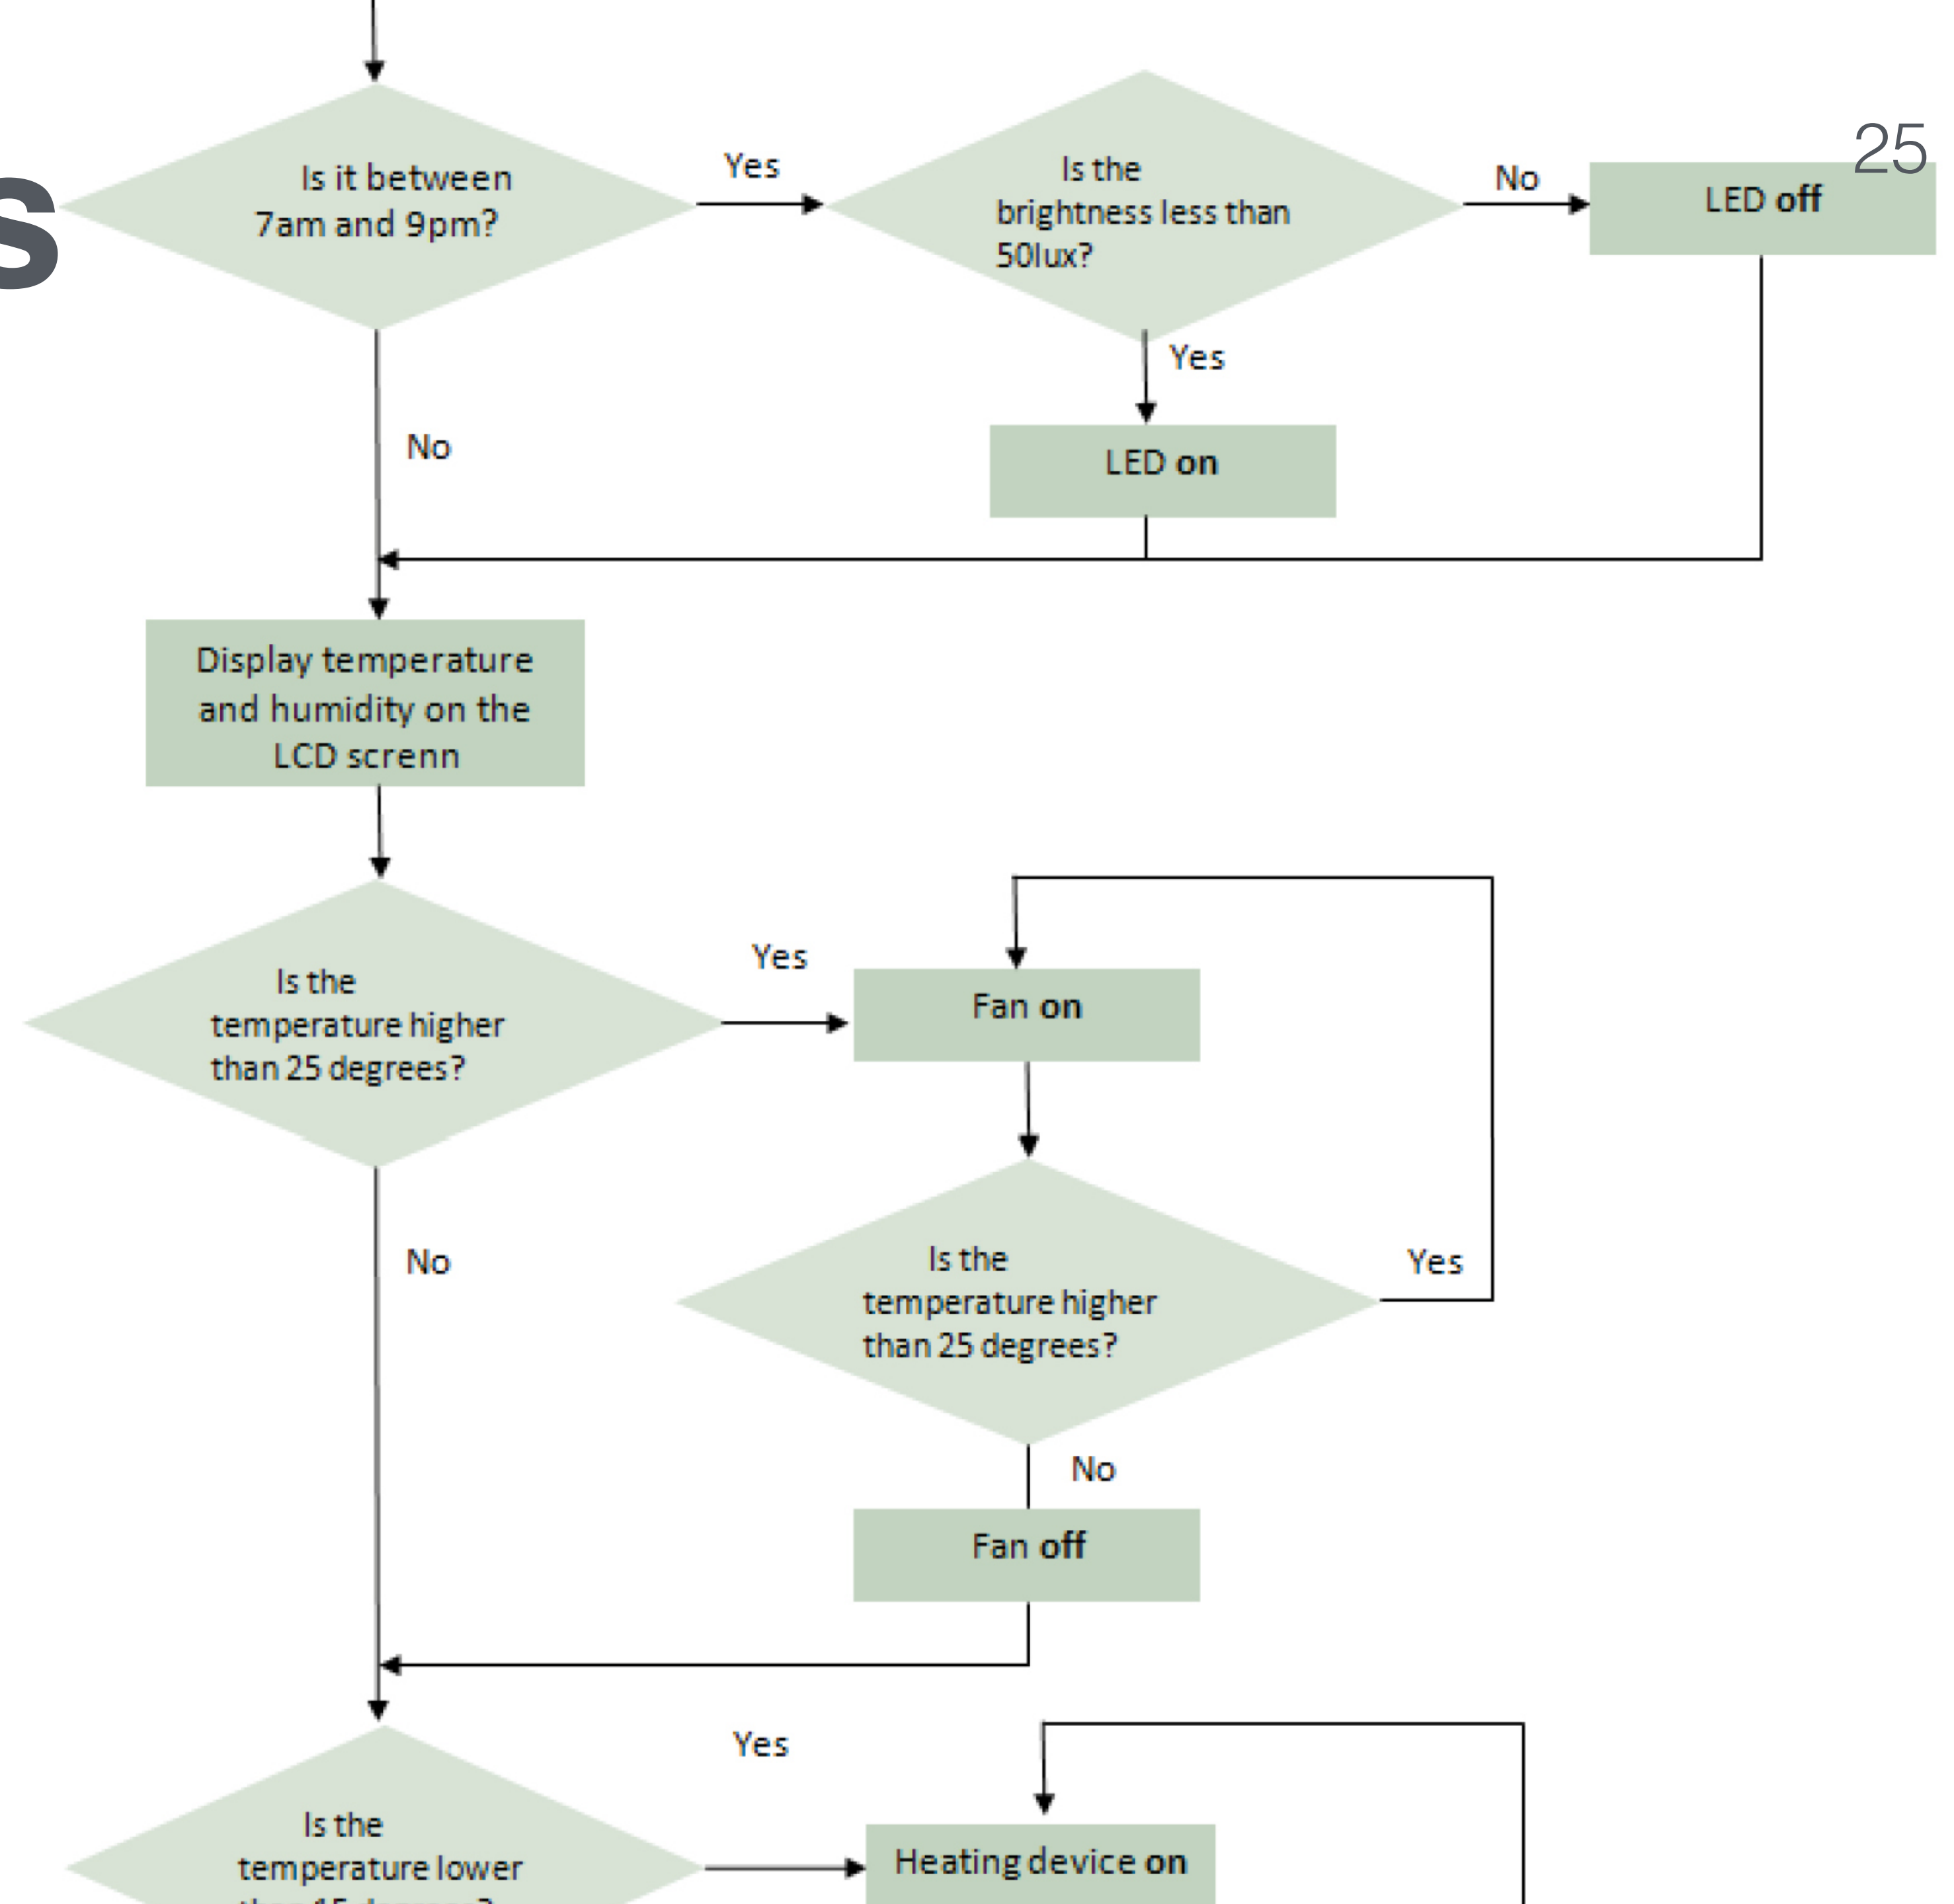 s
25
Is it between
7am and 9pm?
Yes
Is the
brightness less than
50lux?
No
LED off
Yes
LED on
No
Display temperature
and humidity on the
LCD screnn
Is the
temperature higher
than 25 degrees?
Yes
Fan on
Is the
temperature higher
than 25 degrees?
Yes
No
No
Fan off
Is the
temperature lower
than 15 degrees?
Yes
Heating device on